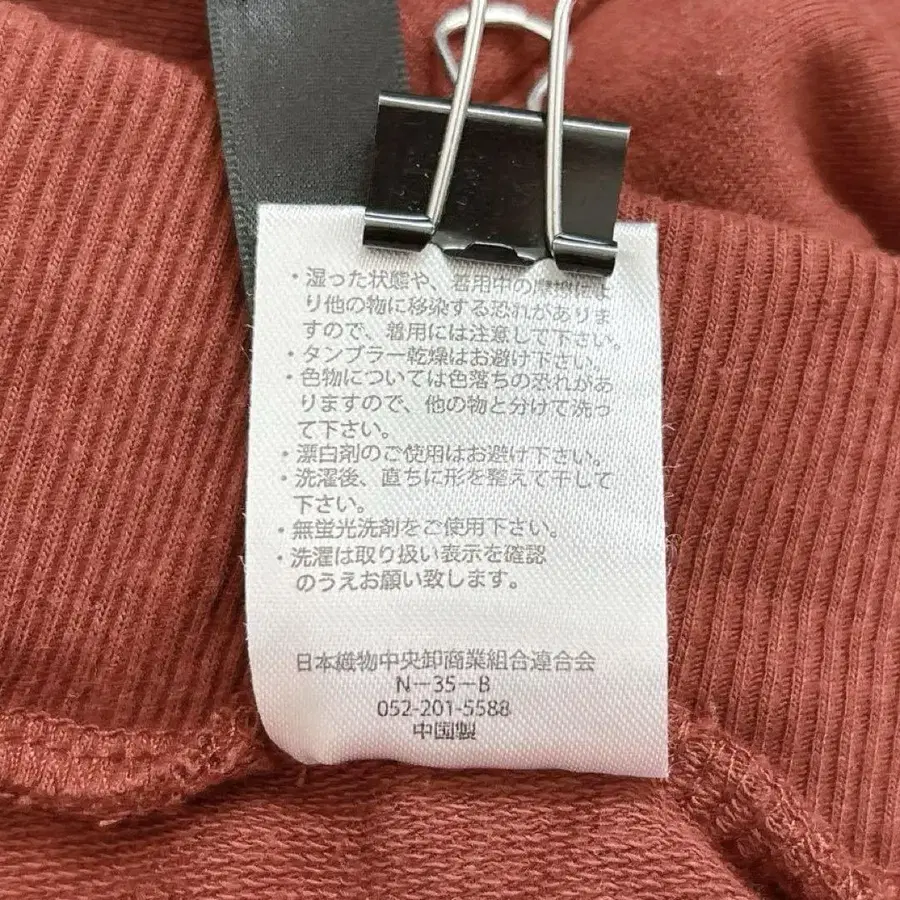 ・湿った状態や、着用中の摩擦によ
り他の物に移染する恐れがありま
すので、着用には注意して下さい。
・タンブラー乾燥はお避け下さい。
・色物については色落ちの恐れがあ
りますので、他の物と分けて洗っ
て下さい。
・漂白剤のご使用はお避け下さい。
・洗濯後、直ちに形を整えて干して
下さい。
・無蛍光洗剤をご使用下さい。
・洗濯は取り扱い表示を確認
のうえお願い致します。
日本織物中央卸商業組合連合会
N－35－B
052-201-5588
中国製